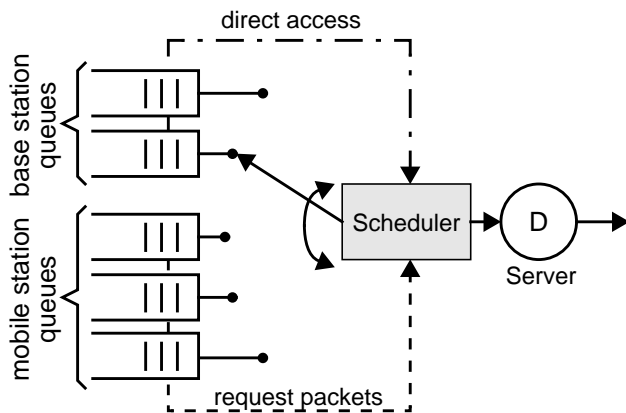 direct access
base station
queues
mobile station
queues
Scheduler
D
Server
request packets